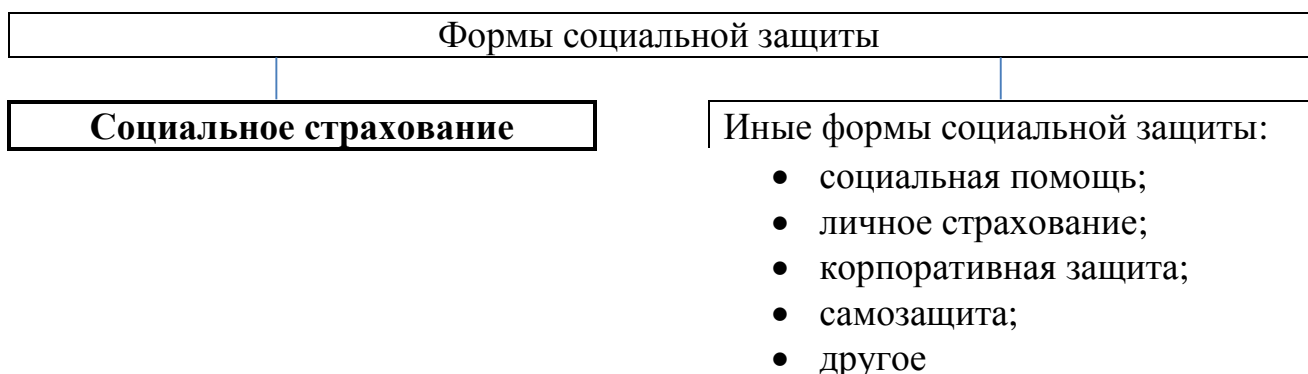 Формы социальной защиты
Социальное страхование
Иные формы социальной защиты:
• социальная помощь;
• личное страхование;
• корпоративная защита;
• самозащита;
• другое